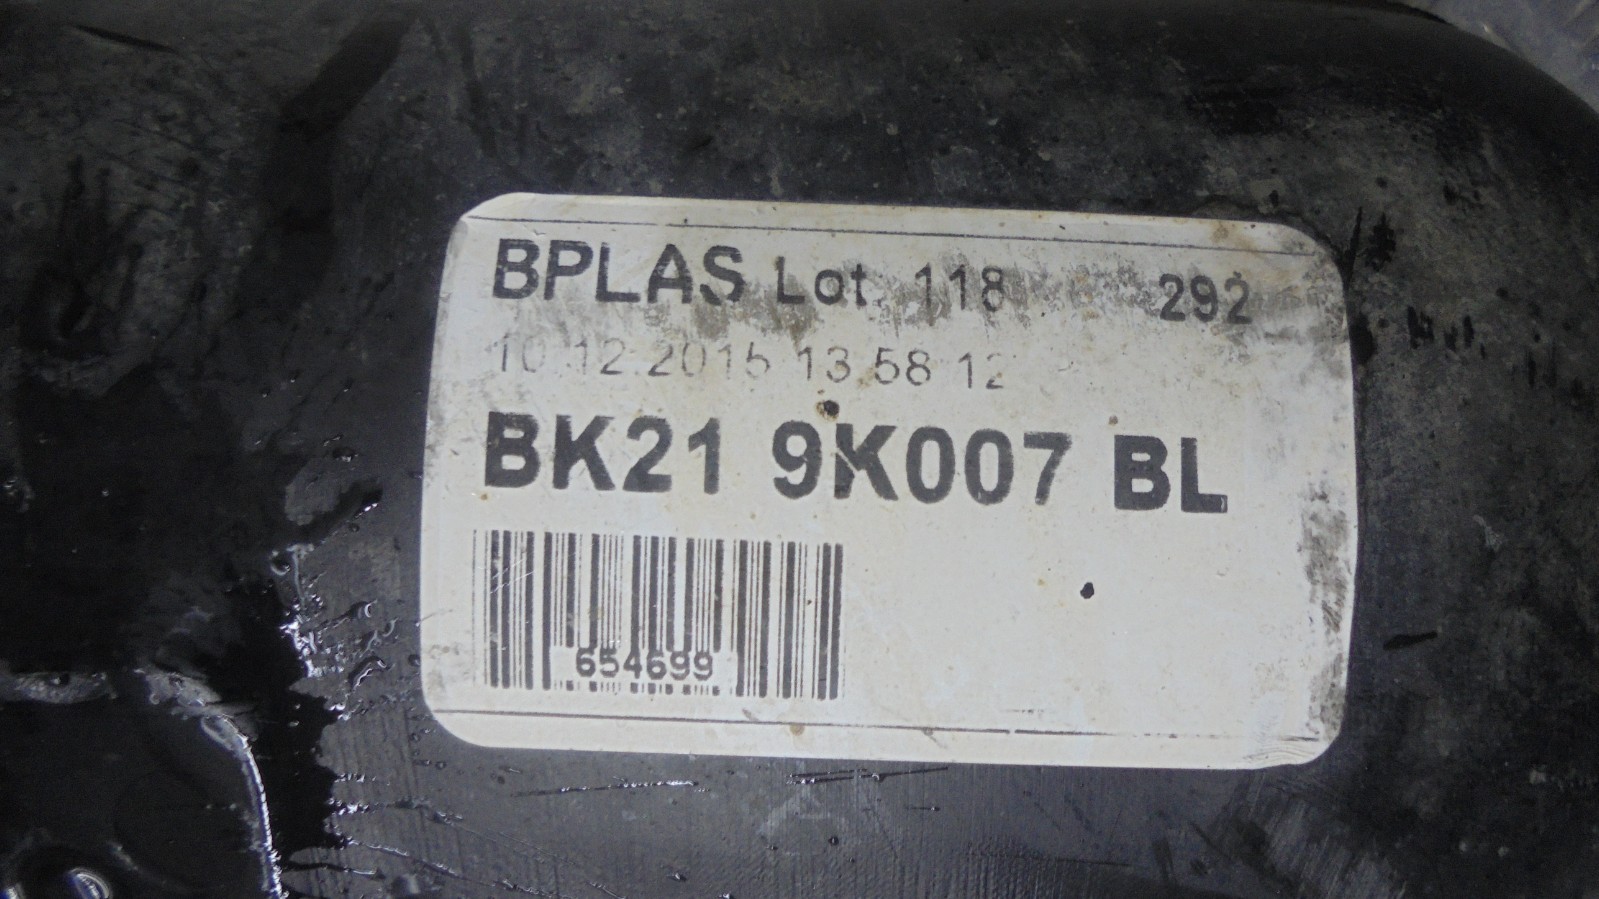 BPLAS Lot. 118 292
10.12.2015 13 58 12
BK21 9K007 BL
654699